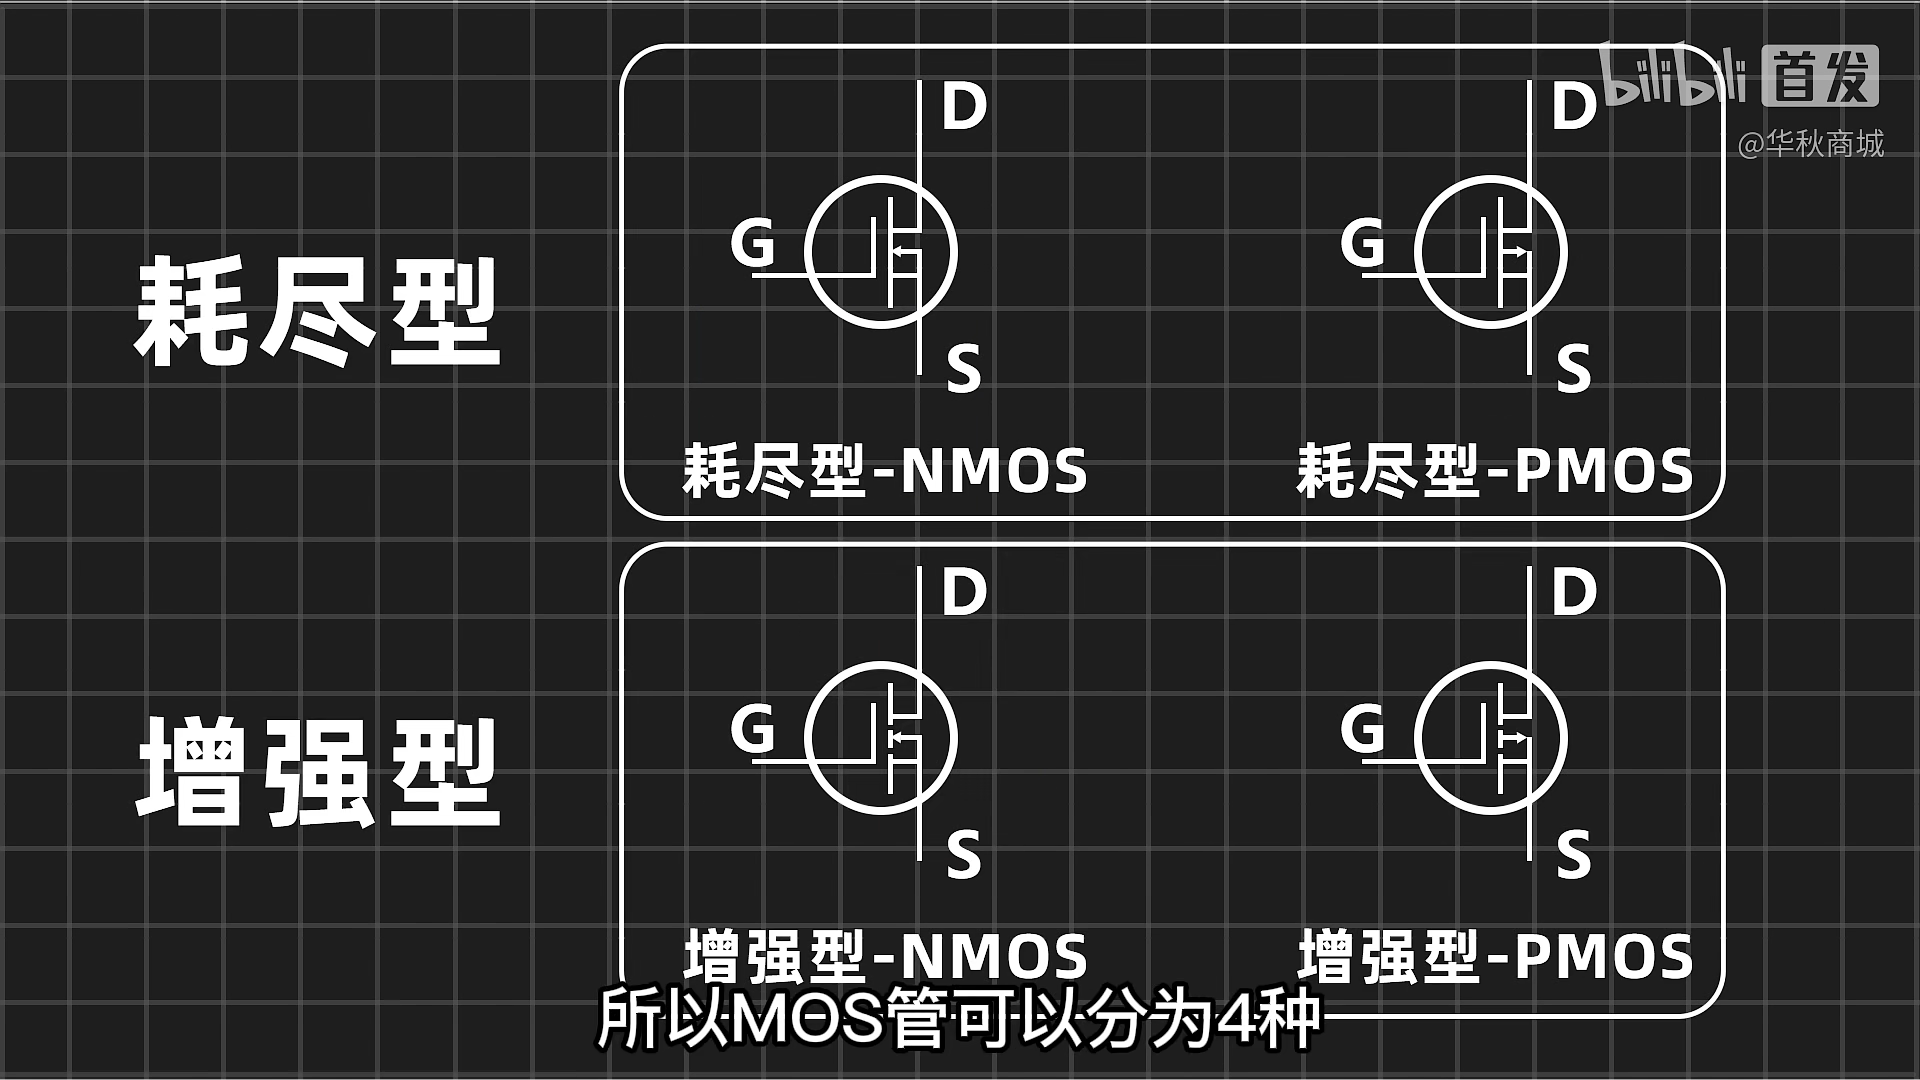 bilibili 首发
@华秋商城
耗尽型
D
G
S
耗尽型-NMOS
D
G
S
耗尽型-PMOS
增强型
D
G
S
增强型-NMOS
D
G
S
增强型-PMOS
所以MOS管可以分为4种